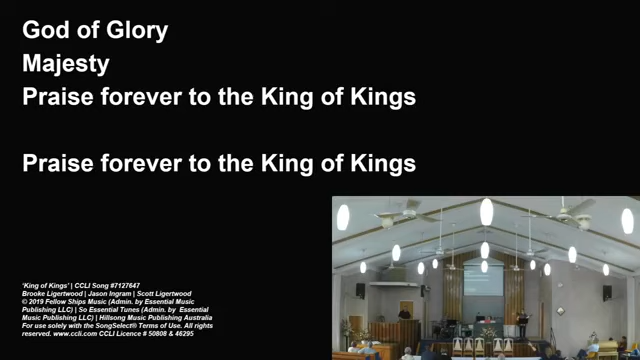 God of Glory
Majesty
Praise forever to the King of Kings
Praise forever to the King of Kings
'King of Kings' | CCLI Song #7127647
Brooke Ligertwood | Jason Ingram | Scott Ligertwood
© 2019 Fellow Ships Music (Admin. by Essential Music
Publishing LLC) | So Essential Tunes (Admin. by Essential
Music Publishing LLC) | Hillsong Music Publishing Australia
For use solely with the SongSelect® Terms of Use. All rights
reserved. www.ccli.com CCLI Licence # 50808 & 46295